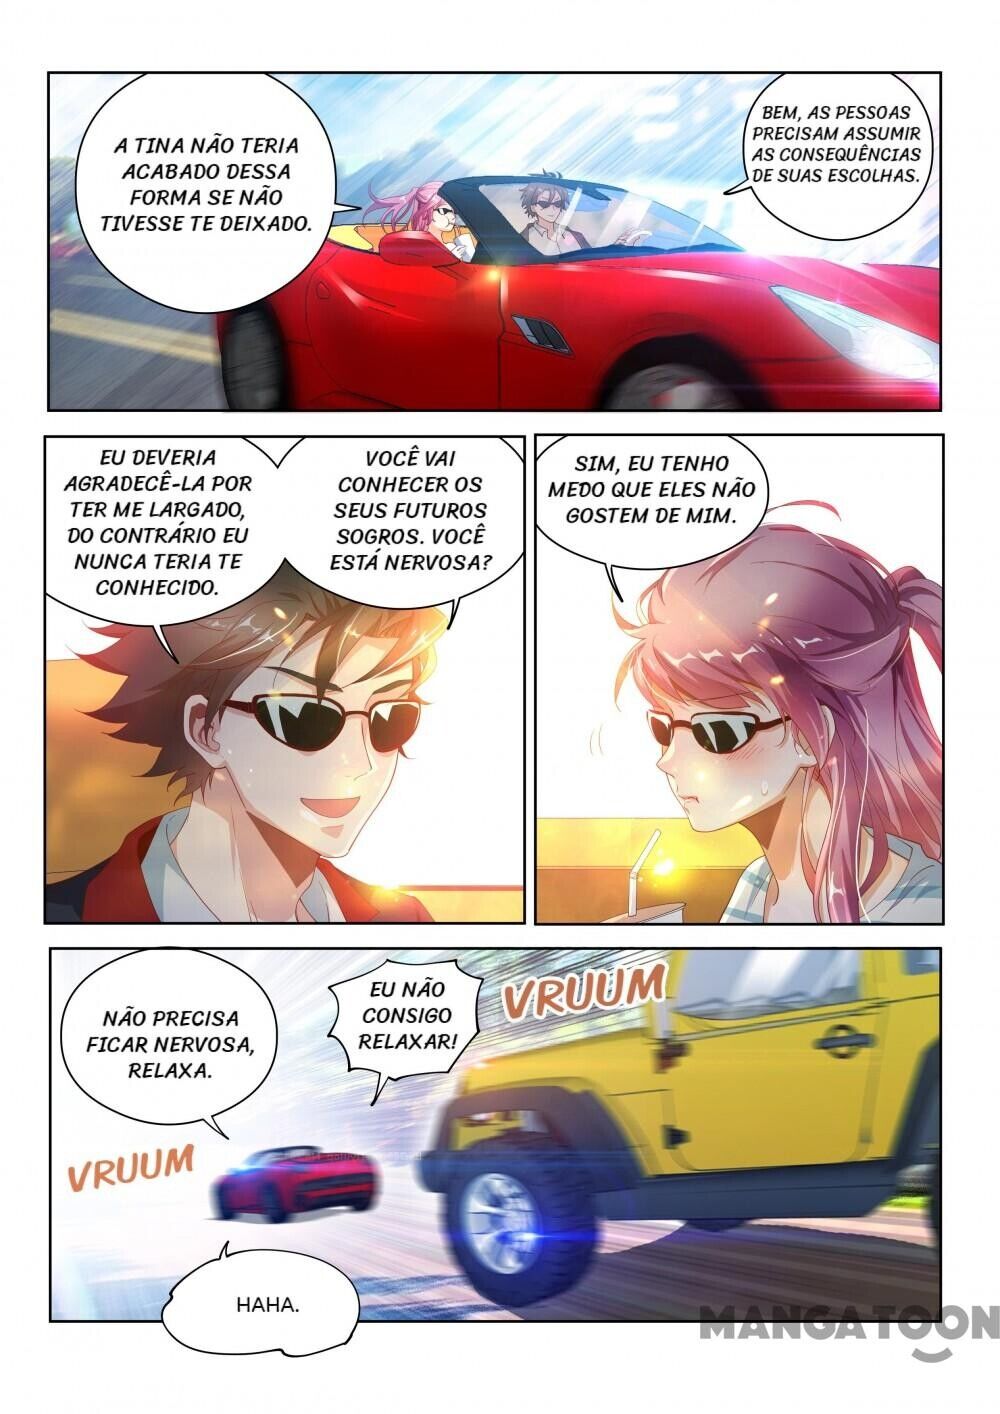 A TINA NÃO TERIA
ACABADO DESSA
FORMA SE NÃO
TIVESSE TE DEIXADO.
BEM, AS PESSOAS
PRECISAM ASSUMIR
AS CONSEQUÊNCIAS
DE SUAS ESCOLHAS.
EU DEVERIA
AGRADECÊ-LA POR
TER ME LARGADO,
DO CONTRÁRIO EU
NUNCA TERIA TE
CONHECIDO.
VOCÊ VAI
CONHECER OS
SEUS FUTUROS
SOGROS. VOCÊ
ESTÁ NERVOSA?
SIM, EU TENHO
MEDO QUE ELES NÃO
GOSTEM DE MIM.
NÃO PRECISA
FICAR NERVOSA,
RELAXA.
EU NÃO
CONSIGO
RELAXAR!
VRUUM
VRUUM
HAHA.
MANGATOON